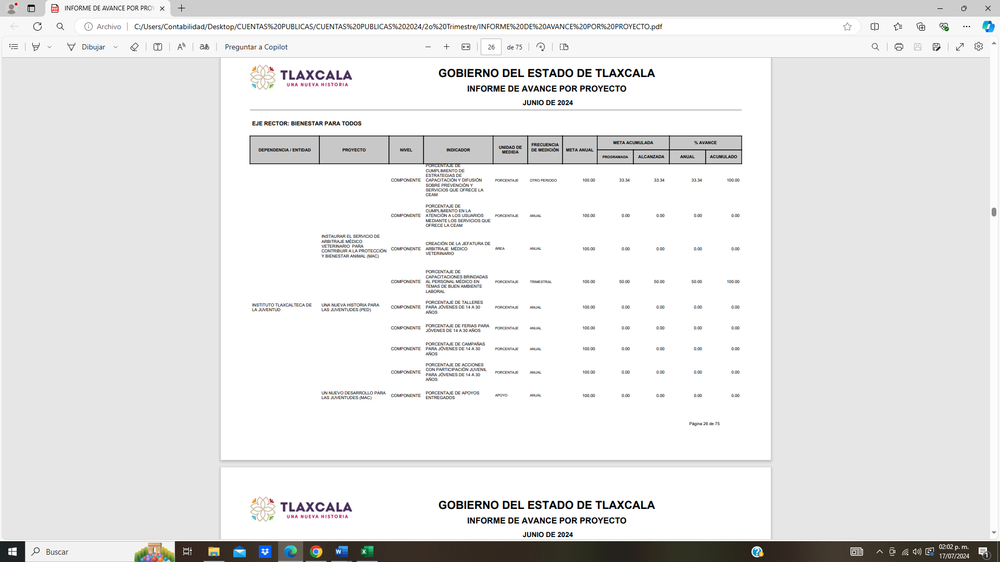 INFORME DE AVANCE POR PROY
Archivo
C:/Users/Contabilidad/Desktop/CUENTAS%20PUBLICAS/CUENTAS%20PUBLICAS%202024/2o%20Trimestre/INFORME%20DE%20AVANCE%20POR%20PROYECTO.pdf
Dibujar
Preguntar a Copilot
26 de 75
TLAXCALA
UNA NUEVA HISTORIA
GOBIERNO DEL ESTADO DE TLAXCALA
INFORME DE AVANCE POR PROYECTO
JUNIO DE 2024
EJE RECTOR: BIENESTAR PARA TODOS
DEPENDENCIA / ENTIDAD
PROYECTO
NIVEL
INDICADOR
UNIDAD DE
MEDIDA
FRECUENCIA
DE MEDICIÓN
META ANUAL
META ACUMULADA
PROGRAMADA
ALCANZADA
% AVANCE
ANUAL
ACUMULADO
COMPONENTE
PORCENTAJE DE
CUMPLIMIENTO DE
ESTRATEGIAS DE
CAPACITACIÓN Y DIFUSIÓN
SOBRE PREVENCIÓN Y
SERVICIOS QUE OFRECE LA
CEAM
PORCENTAJE
OTRO PERIODO
100.00 33.34 33.34 33.34 100.00
COMPONENTE
PORCENTAJE DE
CUMPLIMIENTO EN LA
ATENCIÓN A LOS USUARIOS
MEDIANTE LOS SERVICIOS QUE
OFRECE LA CEAM
PORCENTAJE
ANUAL
100.00 0.00 0.00 0.00 0.00
INSTAURAR EL SERVICIO DE
ARBITRAJE MÉDICO
VETERINARIO PARA
CONTRIBUIR A LA PROTECCIÓN
Y BIENESTAR ANIMAL (MAC)
COMPONENTE
CREACIÓN DE LA JEFATURA DE
ARBITRAJE MÉDICO
VETERINARIO
ÁREA
ANUAL
100.00 0.00 0.00 0.00 0.00
COMPONENTE
PORCENTAJE DE
CAPACITACIONES BRINDADAS
AL PERSONAL MÉDICO EN
TEMAS DE BUEN AMBIENTE
LABORAL
PORCENTAJE
TRIMESTRAL
100.00 50.00 50.00 50.00 100.00
INSTITUTO TLAXCALTECA DE
LA JUVENTUD
UNA NUEVA HISTORIA PARA
LAS JUVENTUDES (PED)
COMPONENTE
PORCENTAJE DE TALLERES
PARA JÓVENES DE 14 A 30
AÑOS
PORCENTAJE
ANUAL
100.00 0.00 0.00 0.00 0.00
COMPONENTE
PORCENTAJE DE FERIAS PARA
JÓVENES DE 14 A 30 AÑOS
PORCENTAJE
ANUAL
100.00 0.00 0.00 0.00 0.00
COMPONENTE
PORCENTAJE DE CAMPAÑAS
PARA JÓVENES DE 14 A 30
AÑOS
PORCENTAJE
ANUAL
100.00 0.00 0.00 0.00 0.00
COMPONENTE
PORCENTAJE DE ACCIONES
CON PARTICIPACIÓN JUVENIL
PARA JÓVENES DE 14 A 30
AÑOS
PORCENTAJE
ANUAL
100.00 0.00 0.00 0.00 0.00
UN NUEVO DESARROLLO PARA
LAS JUVENTUDES (MAC)
COMPONENTE
PORCENTAJE DE APOYOS
ENTREGADOS
APOYO
ANUAL
100.00 0.00 0.00 0.00 0.00
Página 26 de 75
TLAXCALA
UNA NUEVA HISTORIA
GOBIERNO DEL ESTADO DE TLAXCALA
INFORME DE AVANCE POR PROYECTO
JUNIO DE 2024
Buscar
02:02 p. m.
17/07/2024
1